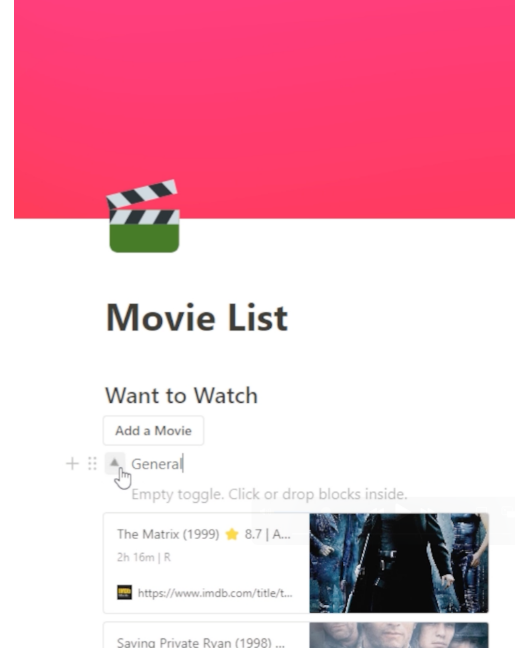 Movie List
Want to Watch
Add a Movie
General
Empty toggle. Click or drop blocks inside.
The Matrix (1999) ⭐ 8.7 | A...
2h 16m | R
https://www.imdb.com/title/t...
Saving Private Ryan (1998) ...